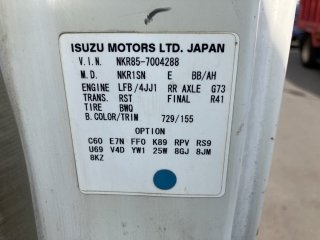 ISUZU MOTORS LTD. JAPAN
V.I.N. NKR85-7004288
M.D. NKR1SN E BB/AH
ENGINE LFB/4JJ1 RR AXLE G73
TRANS. RST FINAL R41
TIRE BWQ
B.COLOR/TRIM 729/155
OPTION
C60 E7N FF0 K89 RPV RS9
U69 V4D YW1 25W 8GJ 8JM
8KZ